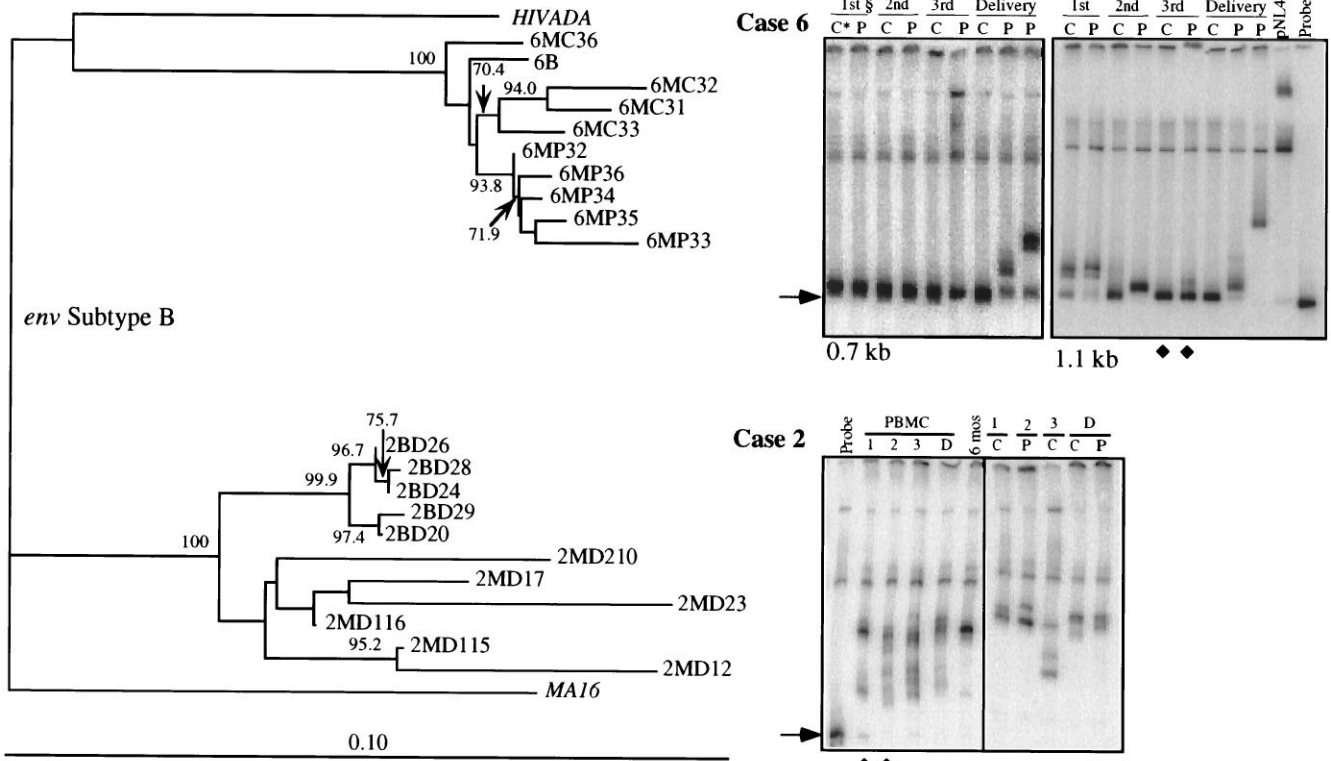 HIVADA
6MC36
100
6B
70.4
94.0
6MC32
6MC31
6MC33
6MP32
93.8
6MP36
6MP34
71.9
6MP35
6MP33
env Subtype B
75.7
96.7
2BD26
2BD28
99.9
2BD24
2BD29
97.4
2BD20
100
2MD210
2MD17
2MD23
2MD116
95.2
2MD115
2MD12
MA16
0.10
Case 6
1st § 2nd 3rd Delivery
C* P C P C P C P P
0.7 kb
1st 2nd 3rd Delivery pNL4 Probe
C P C P C P C P P
1.1 kb
◆ ◆
Case 2
Probe PBMC 6 mos
1 2 3 D
1 2 3 D
C P C C P